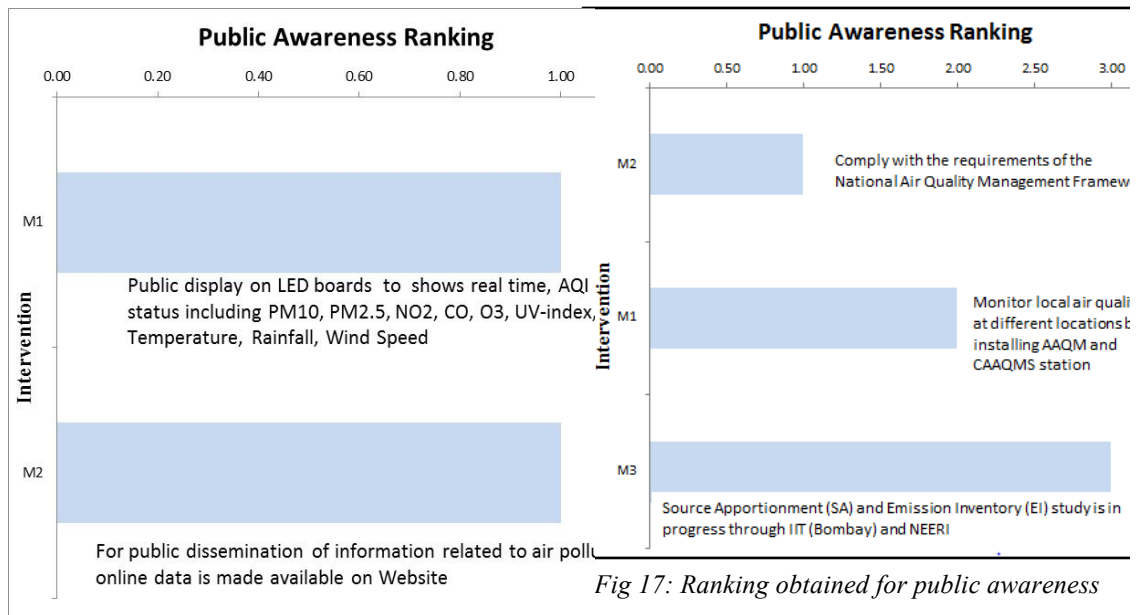 Public Awareness Ranking
0.00 0.20 0.40 0.60 0.80 1.00
M1
Public display on LED boards to shows real time, AQI
status including PM10, PM2.5, NO2, CO, O3, UV-index,
Temperature, Rainfall, Wind Speed
Intervention
M2
For public dissemination of information related to air pollu
online data is made available on Website
Public Awareness Ranking
0.00 0.50 1.00 1.50 2.00 2.50 3.00
M2
Comply with the requirements of the
National Air Quality Management Framew
Intervention
M1
Monitor local air qualit
at different locations b
installing AAQM and
CAAQMS station
M3
Source Apportionment (SA) and Emission Inventory (EI) study is in
progress through IIT (Bombay) and NEERI
Fig 17: Ranking obtained for public awareness